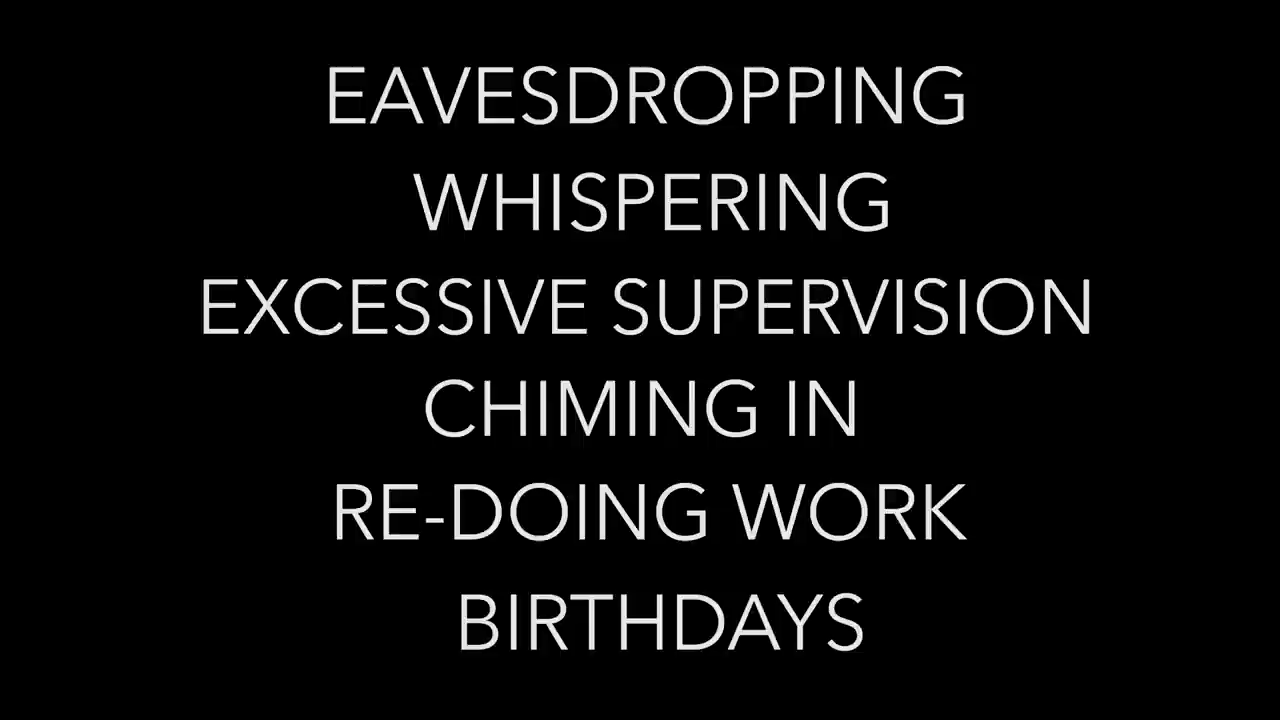 EAVESDROPPING
WHISPERING
EXCESSIVE SUPERVISION
CHIMING IN
RE-DOING WORK
BIRTHDAYS